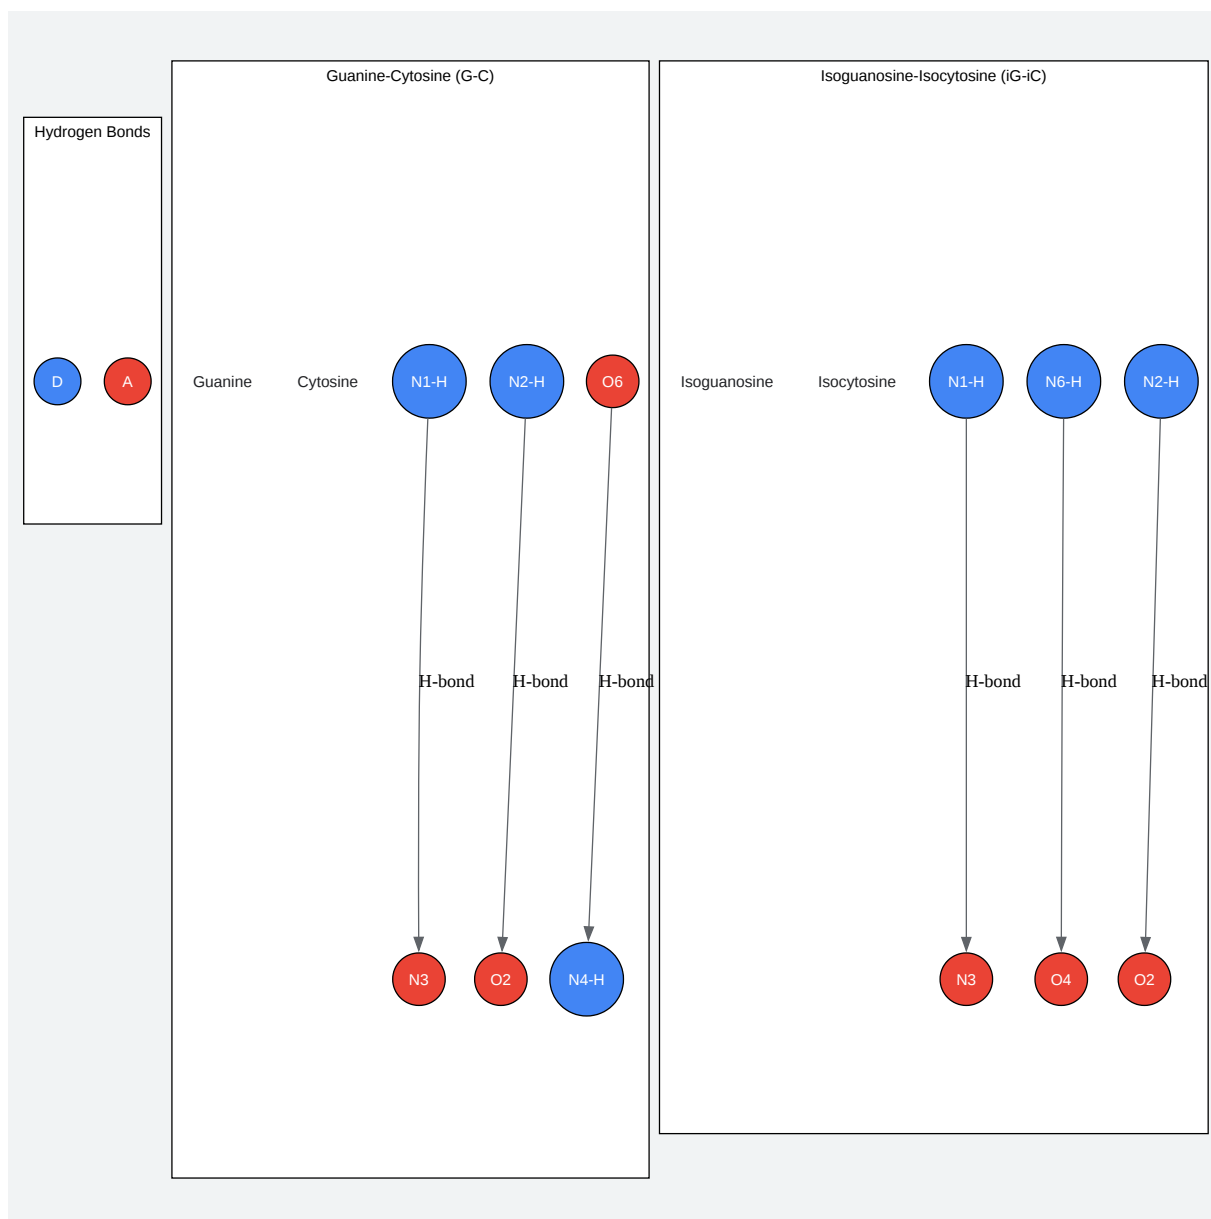 Guanine-Cytosine (G-C)
Isoguanosine-Isocytosine (iG-iC)
Hydrogen Bonds
D
A
Guanine
Cytosine
N1-H
N2-H
O6
Isoguanosine
Isocytosine
N1-H
N6-H
N2-H
H-bond
H-bond
H-bond
H-bond
H-bond
H-bond
N3
O2
N4-H
N3
O4
O2